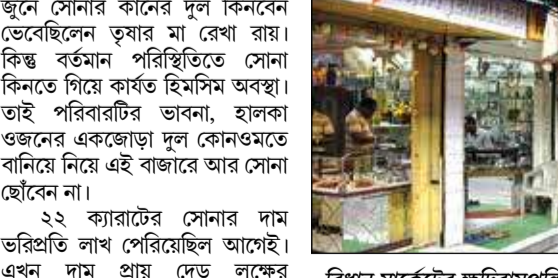 জুনে সোনার কানের দুল কিনবেন
ভেবেছিলেন তৃষার মা রেখা রায়।
কিন্তু বর্তমান পরিস্থিতিতে সোনা
কিনতে গিয়ে কার্যত হিমসিম অবস্থা।
তাই পরিবারটির ভাবনা, হালকা
ওজনের একজোড়া দুল কোনওমতে
বানিয়ে নিয়ে এই বাজারে আর সোনা
ছোঁবেন না।
২২ ক্যারাটের সোনার দাম
ভরিপ্রতি লাখ পেরিয়েছিল আগেই।
এখন দাম প্রায় দেড় লক্ষের
বিধান মার্কেটের